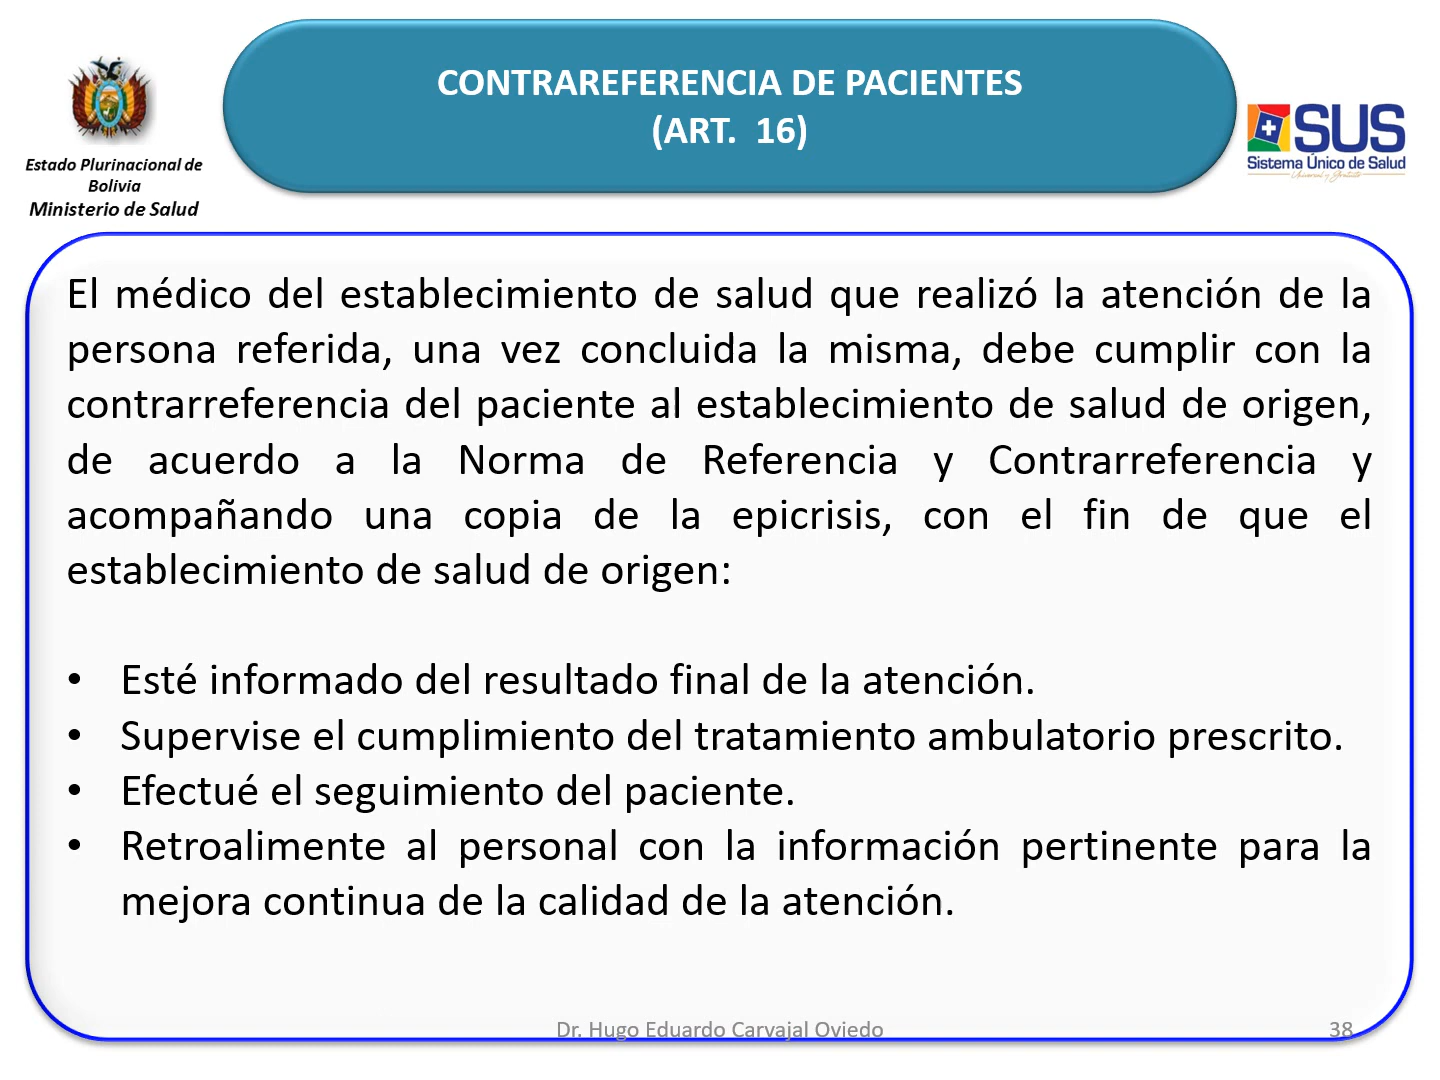 CONTRAREFERENCIA DE PACIENTES
(ART. 16)
Estado Plurinacional de
Bolivia
Ministerio de Salud
SUS
Sistema Único de Salud
Universal y Gratuito
El médico del establecimiento de salud que realizó la atención de la
persona referida, una vez concluida la misma, debe cumplir con la
contrarreferencia del paciente al establecimiento de salud de origen,
de acuerdo a la Norma de Referencia y Contrarreferencia y
acompañando una copia de la epicrisis, con el fin de que el
establecimiento de salud de origen:
• Esté informado del resultado final de la atención.
• Supervise el cumplimiento del tratamiento ambulatorio prescrito.
• Efectué el seguimiento del paciente.
• Retroalimente al personal con la información pertinente para la
mejora continua de la calidad de la atención.
Dr. Hugo Eduardo Carvajal Oviedo
38